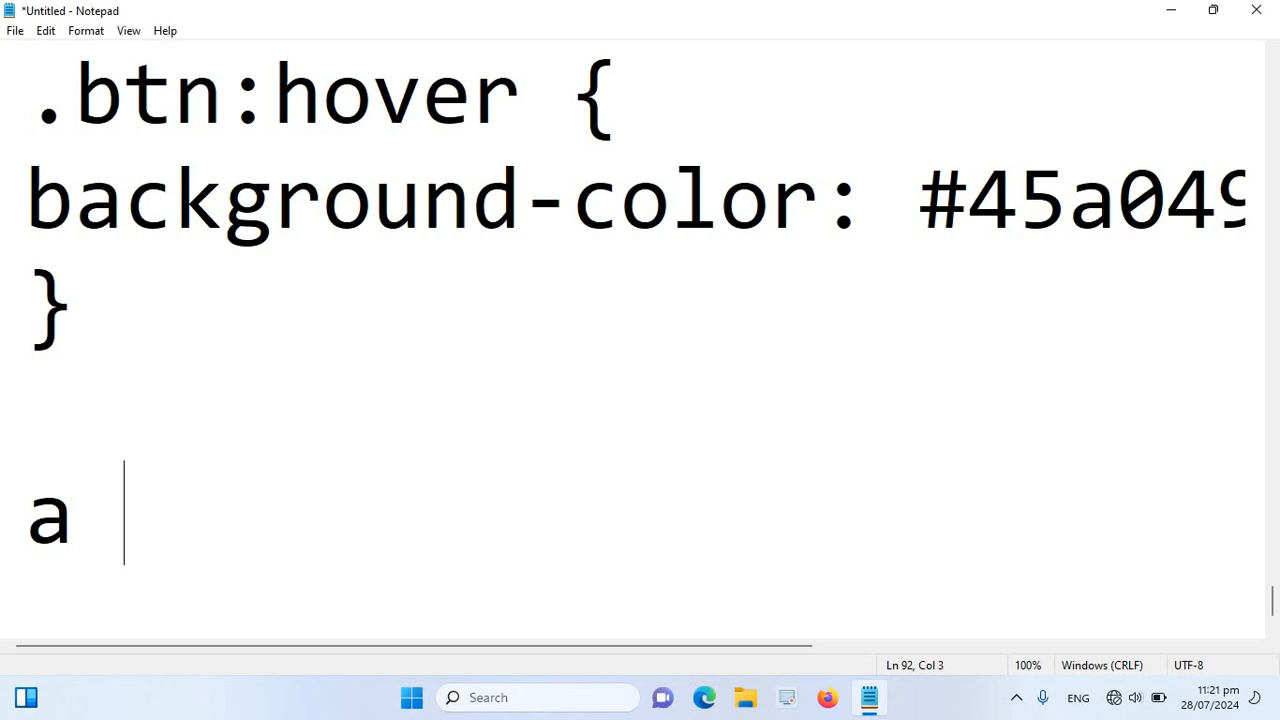 *Untitled - Notepad
File Edit Format View Help
.btn:hover {
background-color: #45a049
}
a
Ln 92, Col 3 100% Windows (CRLF) UTF-8
Search ENG 11:21 pm
28/07/2024